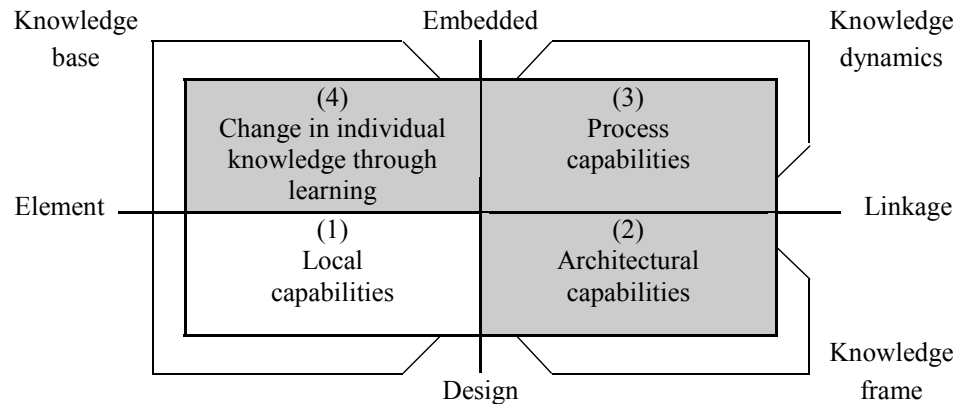 Knowledge
base
Embedded
Knowledge
dynamics
(4)
Change in individual
knowledge through
learning
(3)
Process
capabilities
Element
Linkage
(1)
Local
capabilities
(2)
Architectural
capabilities
Design
Knowledge
frame